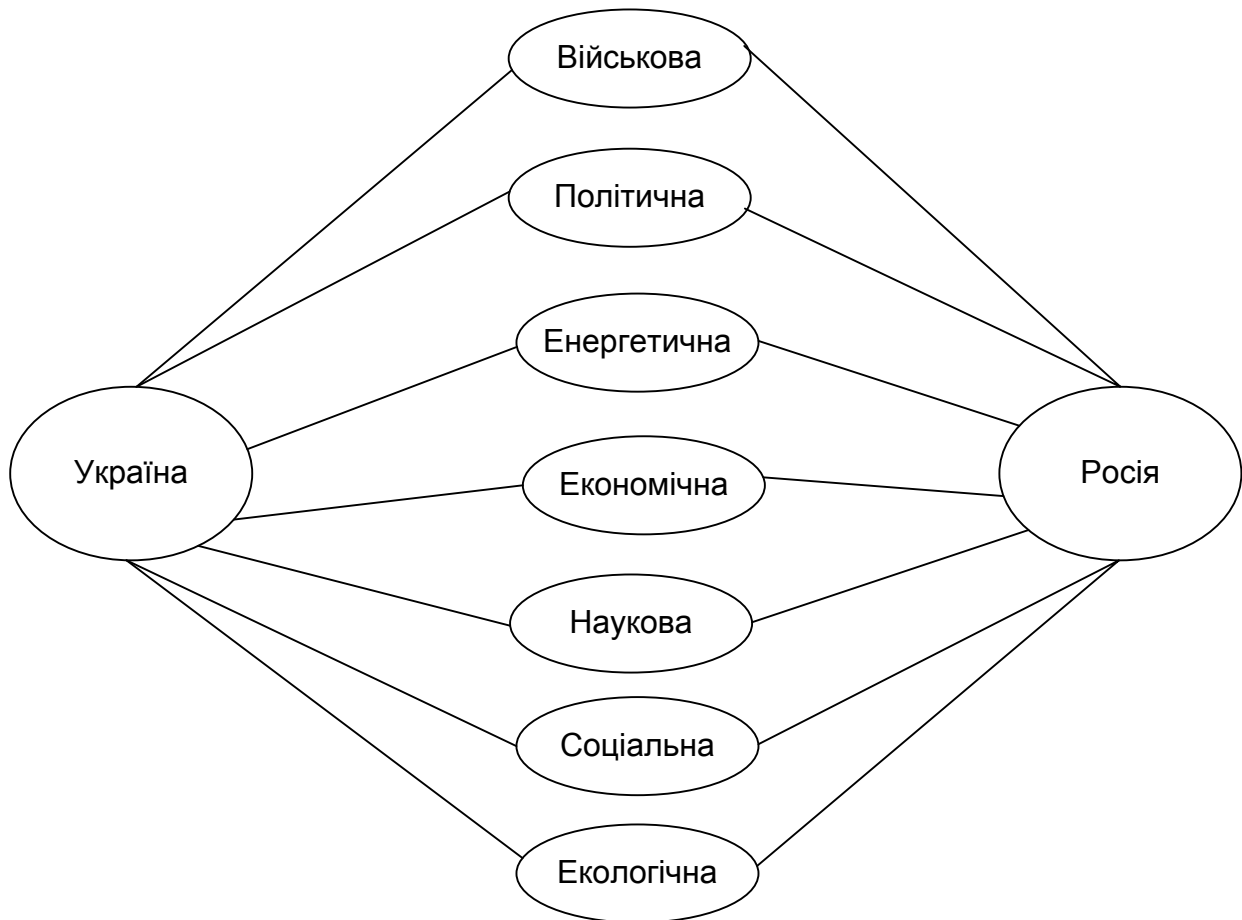 Військова
Політична
Енергетична
Україна
Економічна
Росія
Наукова
Соціальна
Екологічна